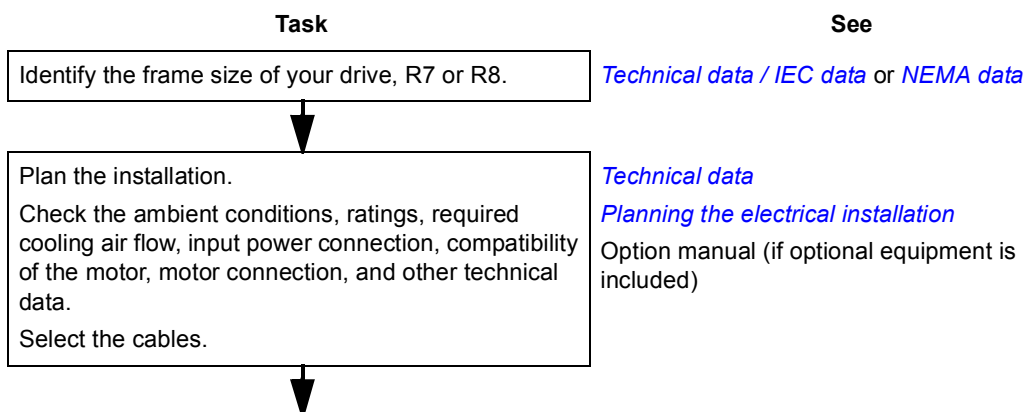 Task
See
Identify the frame size of your drive, R7 or R8.
Technical data / IEC data or NEMA data
Plan the installation.
Check the ambient conditions, ratings, required
cooling air flow, input power connection, compatibility
of the motor, motor connection, and other technical
data.
Select the cables.
Technical data
Planning the electrical installation
Option manual (if optional equipment is
included)